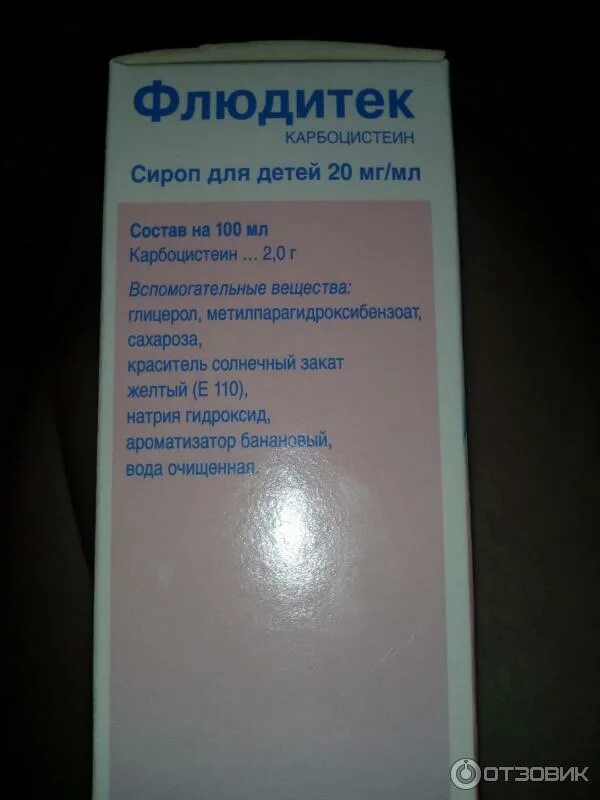 Флюдитек
КАРБОЦИСТЕИН
Сироп для детей 20 мг/мл
Состав на 100 мл
Карбоцистеин ... 2,0 г
Вспомогательные вещества:
глицерол, метилпарагидроксибензоат,
сахароза,
краситель солнечный закат
желтый (Е 110),
натрия гидроксид,
ароматизатор банановый,
вода очищенная.
ОТЗОВИК